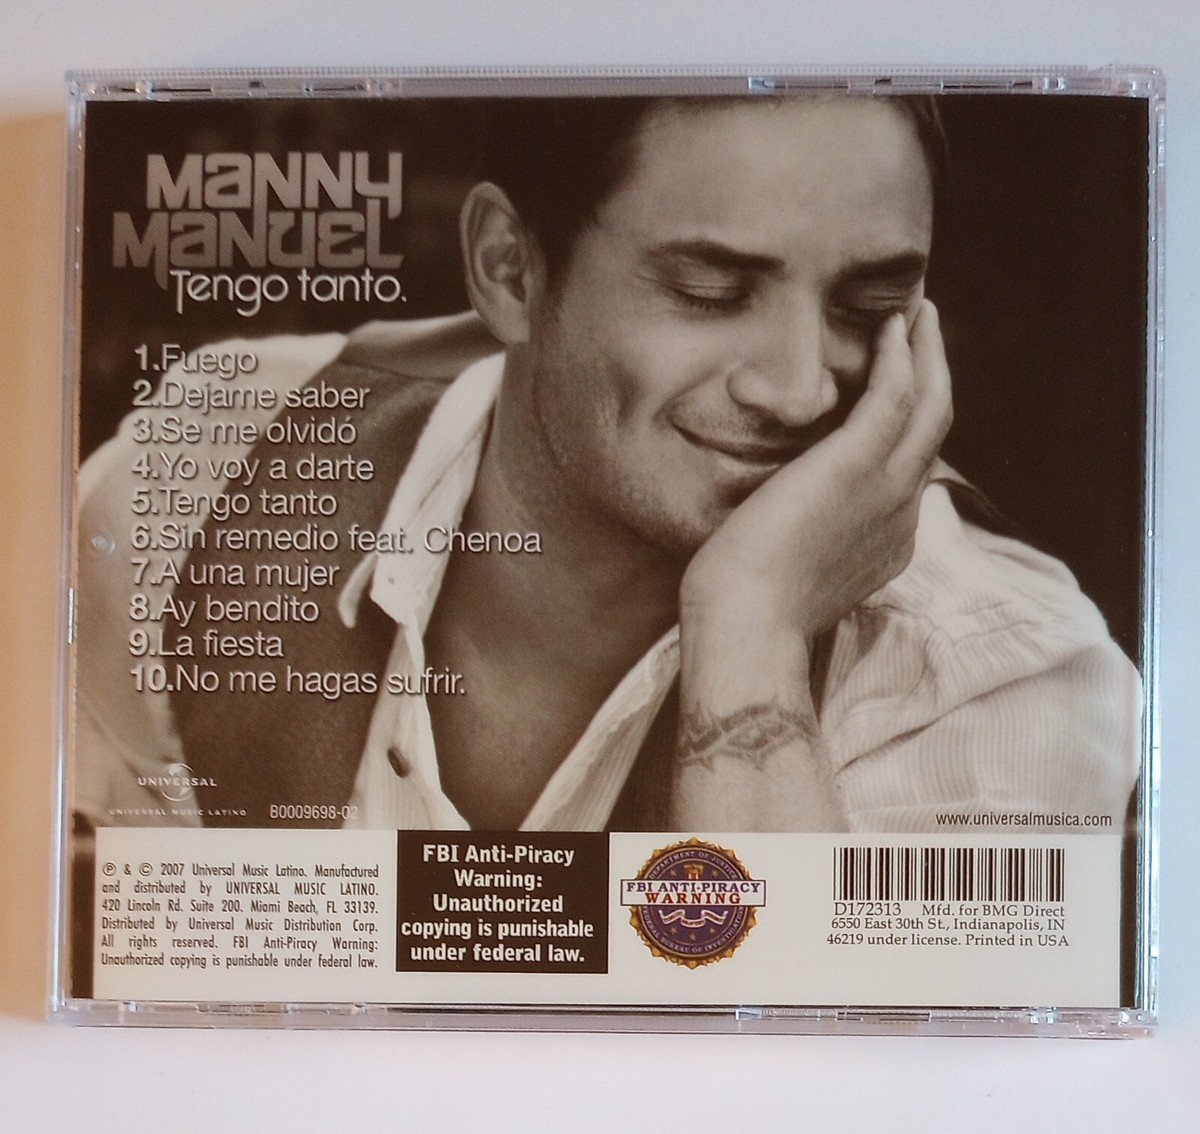 MANNY
MANUEL
Tengo tanto.
1.Fuego
2.Dejame saber
3.Se me olvidó
4.Yo voy a darte
5.Tengo tanto
6.Sin remedio feat. Chenoa
7.A una mujer
8.Ay bendito
9.La fiesta
10.No me hagas sufrir.
UNIVERSAL
UNIVERSAL MUSIC LATINO
B0009698-02
www.universalmusica.com
℗ & © 2007 Universal Music Latino. Manufactured
and distributed by UNIVERSAL MUSIC LATINO.
420 Lincoln Rd. Suite 200. Miami Beach, FL 33139.
Distributed by Universal Music Distribution Corp.
All rights reserved. FBI Anti-Piracy Warning:
Unauthorized copying is punishable under federal law.
FBI Anti-Piracy
Warning:
Unauthorized
copying is punishable
under federal law.
DEPARTMENT OF JUSTICE
FBI ANTI-PIRACY
WARNING
FEDERAL BUREAU OF INVESTIGATION
D172313 Mfd. for BMG Direct
6550 East 30th St., Indianapolis, IN
46219 under license. Printed in USA